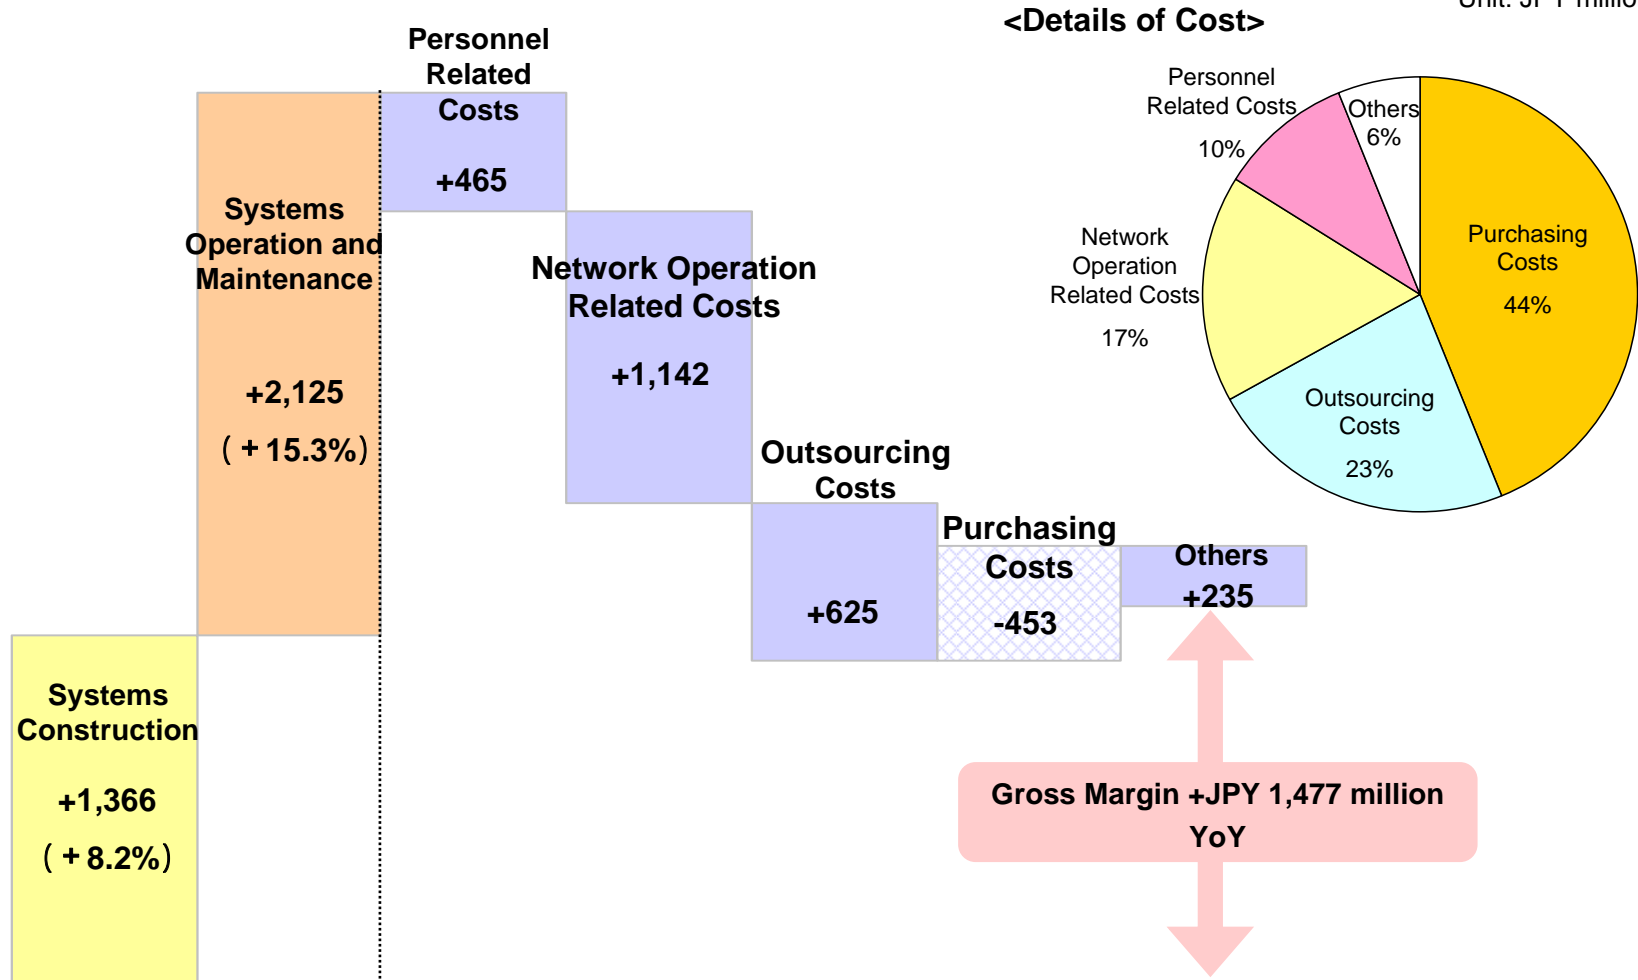 <Details of Cost>
Personnel
Related
Costs
+465
Systems
Operation and
Maintenance
+2,125
(+15.3%)
Network Operation
Related Costs
+1,142
Outsourcing
Costs
+625
Purchasing
Costs
-453
Others
+235
Systems
Construction
+1,366
(+8.2%)
Gross Margin +JPY 1,477 million
YoY
Personnel
Related Costs
10%
Others
6%
Purchasing
Costs
44%
Network
Operation
Related Costs
17%
Outsourcing
Costs
23%